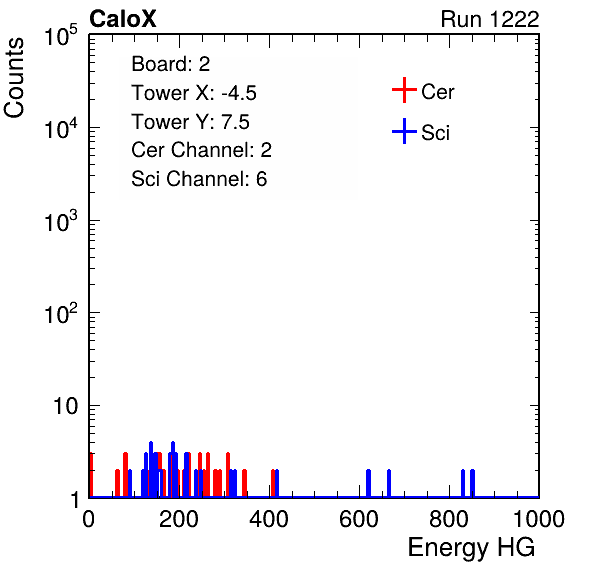 CaloX Run 1222
Counts
10^5
10^4
10^3
10^2
10
1
Board: 2
Tower X: -4.5
Tower Y: 7.5
Cer Channel: 2
Sci Channel: 6
Cer
Sci
0 200 400 600 800 1000
Energy HG